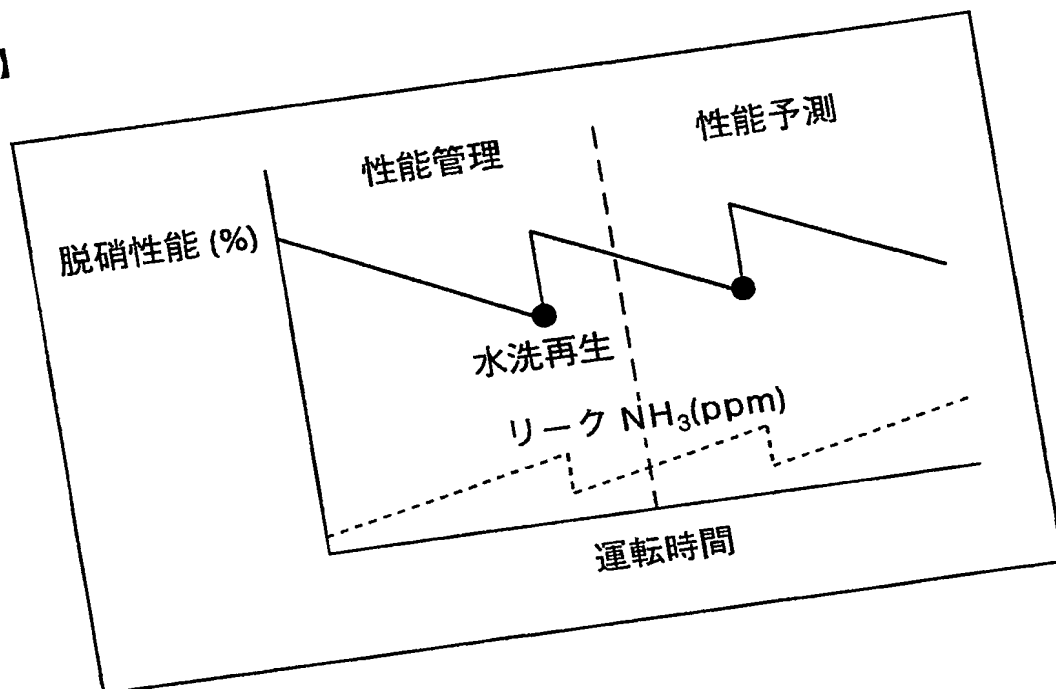 】
性能管理
性能予測
脱硝性能 (%)
水洗再生
リーク NH₃(ppm)
運転時間